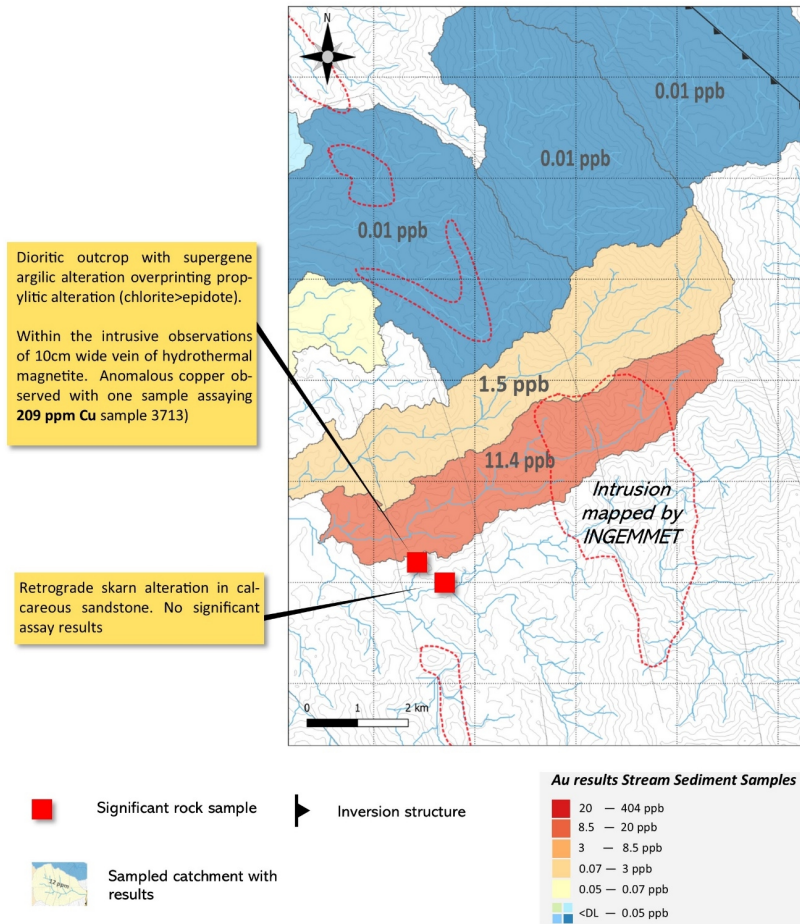 N
0.01 ppb
0.01 ppb
0.01 ppb
Dioritic outcrop with supergene
argilic alteration overprinting prop-
ylitic alteration (chlorite>epidote).
Within the intrusive observations
of 10cm wide vein of hydrothermal
magnetite. Anomalous copper ob-
served with one sample assaying
209 ppm Cu sample 3713)
1.5 ppb
11.4 ppb
Intrusion
mapped by
INGEMMET
Retrograde skarn alteration in cal-
careous sandstone. No significant
assay results
0 1 2 km
Significant rock sample
Inversion structure
12 ppm
Sampled catchment with
results
Au results Stream Sediment Samples
20 — 404 ppb
8.5 — 20 ppb
3 — 8.5 ppb
0.07 — 3 ppb
0.05 — 0.07 ppb
<DL — 0.05 ppb